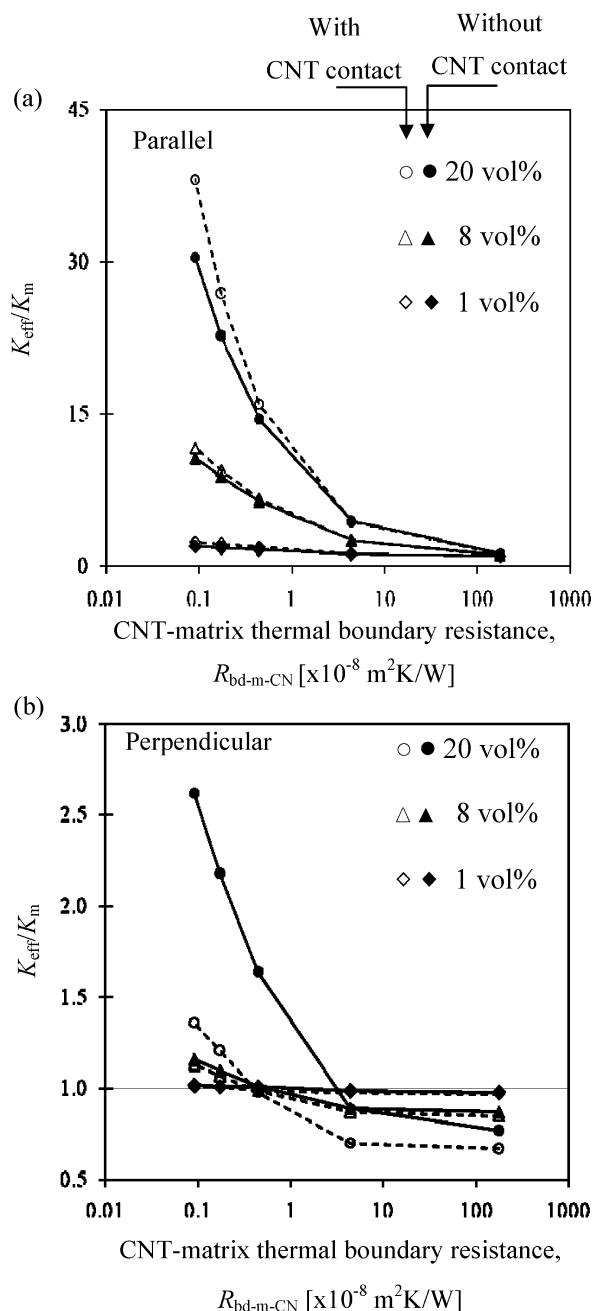 With Without
CNT contact CNT contact
(a)
45
Parallel
20 vol%
30
8 vol%
1 vol%
Keff/Km
15
0
0.01 0.1 1 10 100 1000
CNT-matrix thermal boundary resistance,
Rbd-m-CN [x10⁻⁸ m²K/W]
(b)
3.0
Perpendicular
20 vol%
2.5
8 vol%
2.0
1 vol%
Keff/Km
1.5
1.0
0.5
0.01 0.1 1 10 100 1000
CNT-matrix thermal boundary resistance,
Rbd-m-CN [x10⁻⁸ m²K/W]